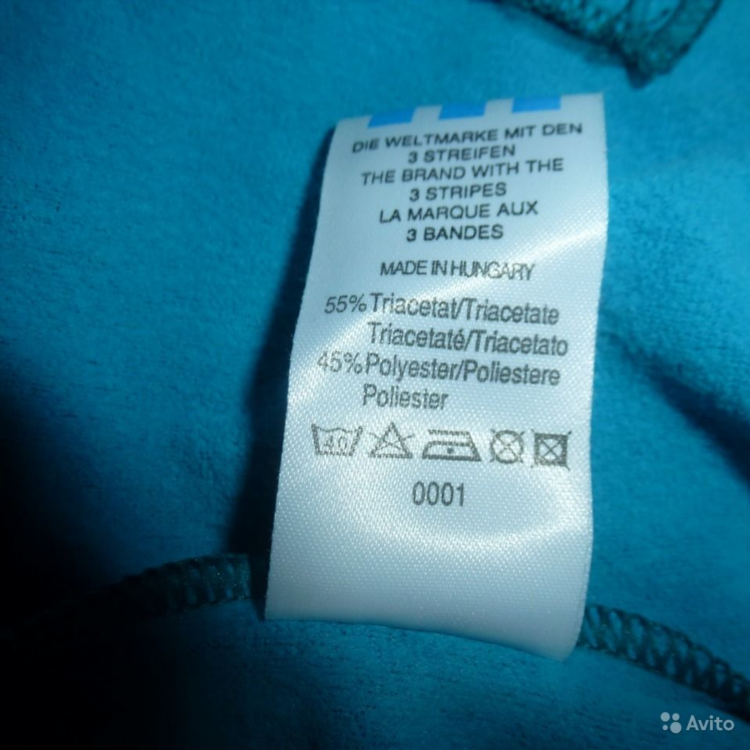 DIE WELTMARKE MIT DEN
3 STREIFEN
THE BRAND WITH THE
3 STRIPES
LA MARQUE AUX
3 BANDES
MADE IN HUNGARY
55% Triacetat/Triacetate
Triacetaté/Triacetato
45% Polyester/Poliestere
Poliester
40
0001
Avito